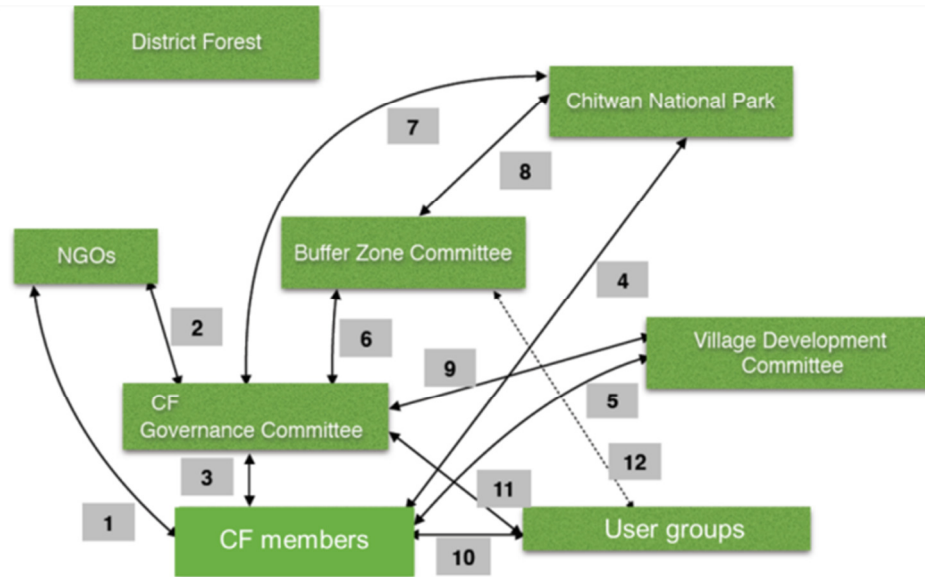 District Forest
Chitwan National Park
7
8
Buffer Zone Committee
NGOs
4
2
6
Village Development
Committee
9
5
CF
Governance Committee
12
3
11
1
CF members
User groups
10